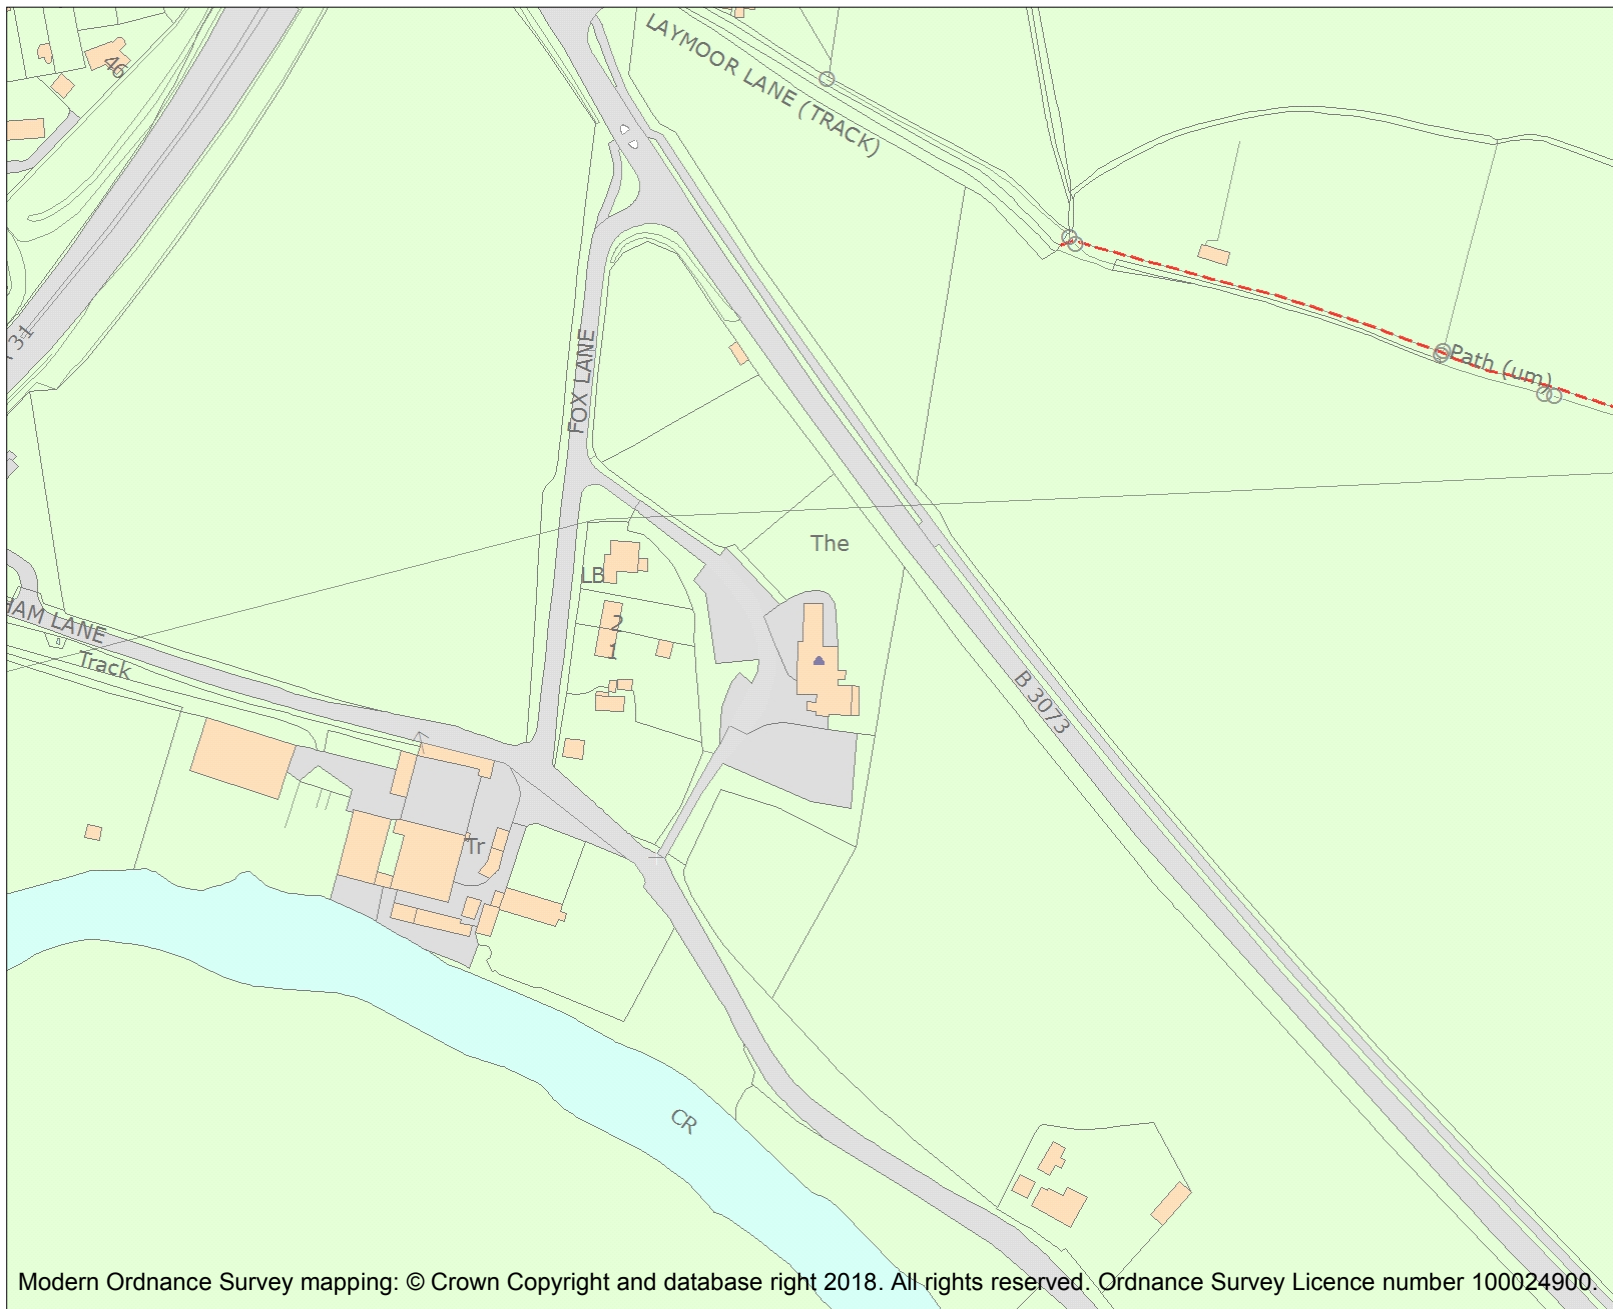 LAYMOOR LANE (TRACK)
46
31
FOX LANE
Path (um)
The
LB
2
1
HAM LANE
Track
B 3073
Tr
CR
Modern Ordnance Survey mapping: © Crown Copyright and database right 2018. All rights reserved. Ordnance Survey Licence number 100024900.